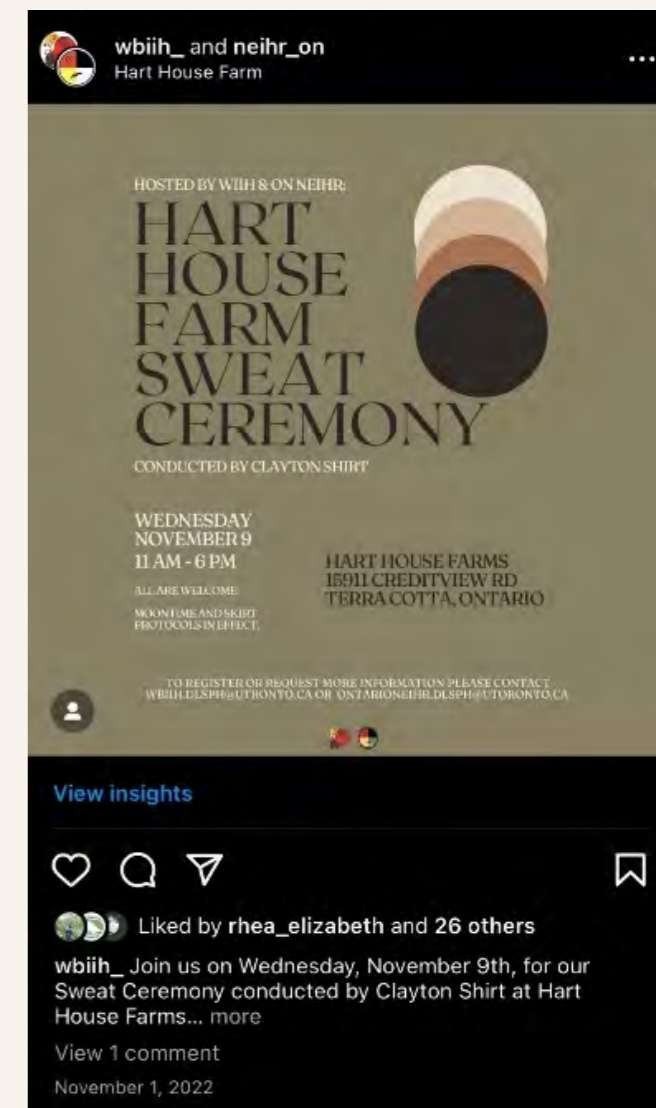 wbiih_ and neihr_on
Hart House Farm
HOSTED BY WIIH & ON NEIHR:
HART
HOUSE
FARM
SWEAT
CEREMONY
CONDUCTED BY CLAYTON SHIRT
WEDNESDAY
NOVEMBER 9
11 AM - 6 PM
ALL ARE WELCOME
MOONTIME AND SKIRT
PROTOCOLS IN EFFECT.
HART HOUSE FARMS
15911 CREDITVIEW RD
TERRA COTTA, ONTARIO
TO REGISTER OR REQUEST MORE INFORMATION PLEASE CONTACT
WBIIH.DLSPH@UTRONTO.CA OR ONTARIONEIHR.DLSPH@UTORONTO.CA
View insights
Liked by rhea_elizabeth and 26 others
wbiih_ Join us on Wednesday, November 9th, for our
Sweat Ceremony conducted by Clayton Shirt at Hart
House Farms... more
View 1 comment
November 1, 2022